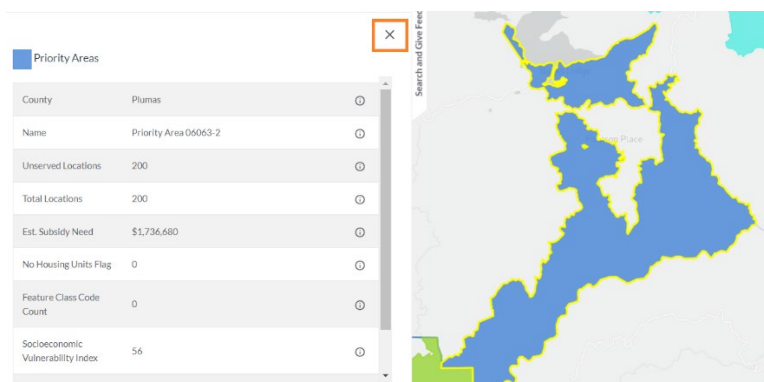 Priority Areas
County Plumas
Name Priority Area 06063-2
Unserved Locations 200
Total Locations 200
Est. Subsidy Need $1,736,680
No Housing Units Flag 0
Feature Class Code
Count 0
Socioeconomic
Vulnerability Index 56
Search and Give Feed
son Place